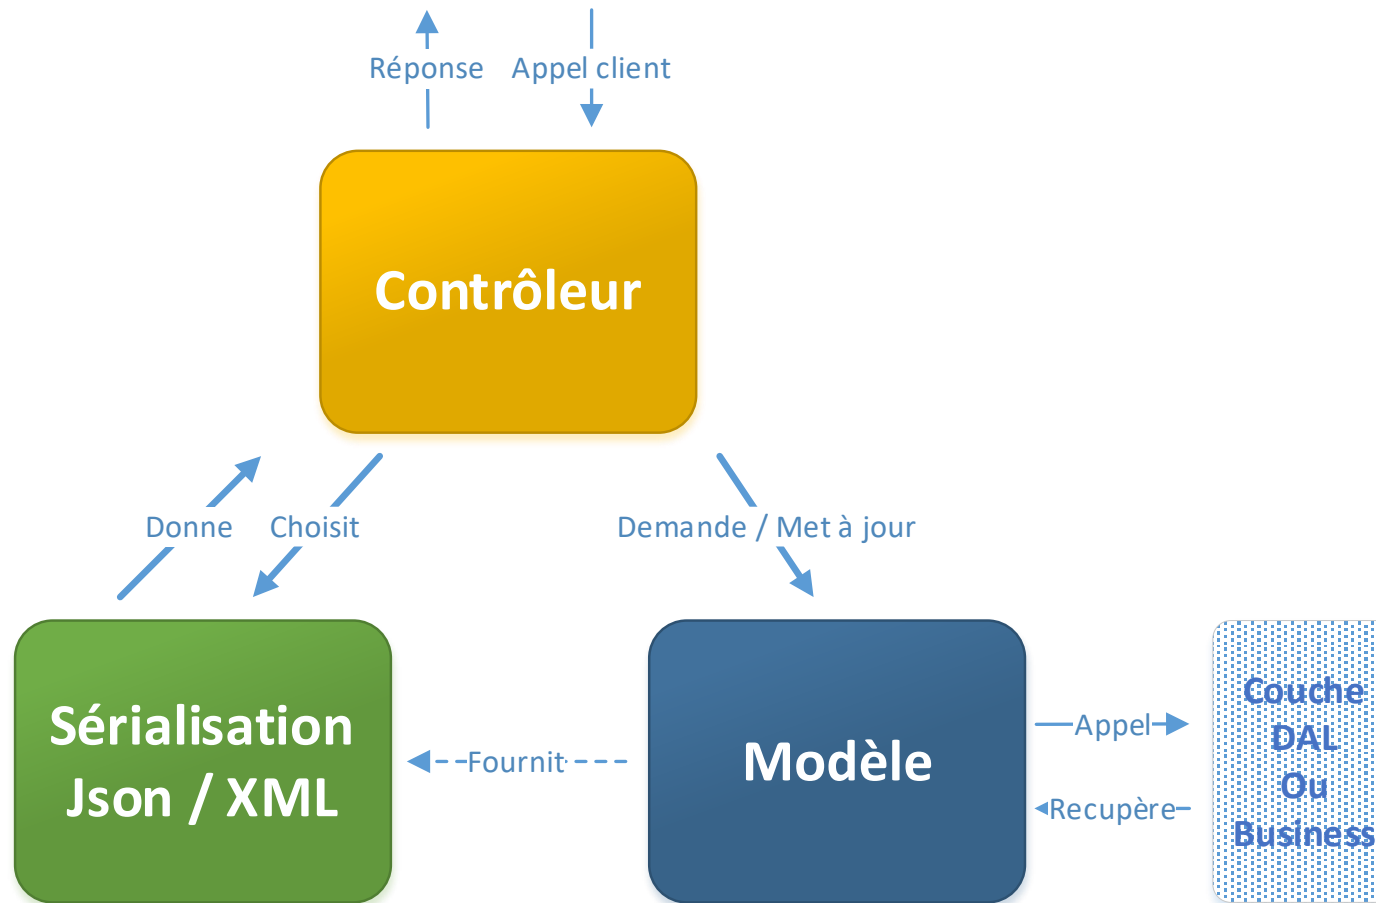 Réponse
Appel client
Contrôleur
Donne
Choisit
Demande / Met à jour
Sérialisation
Json / XML
Fournit
Modèle
Appel
Recupère
Couche
DAL
Ou
Business